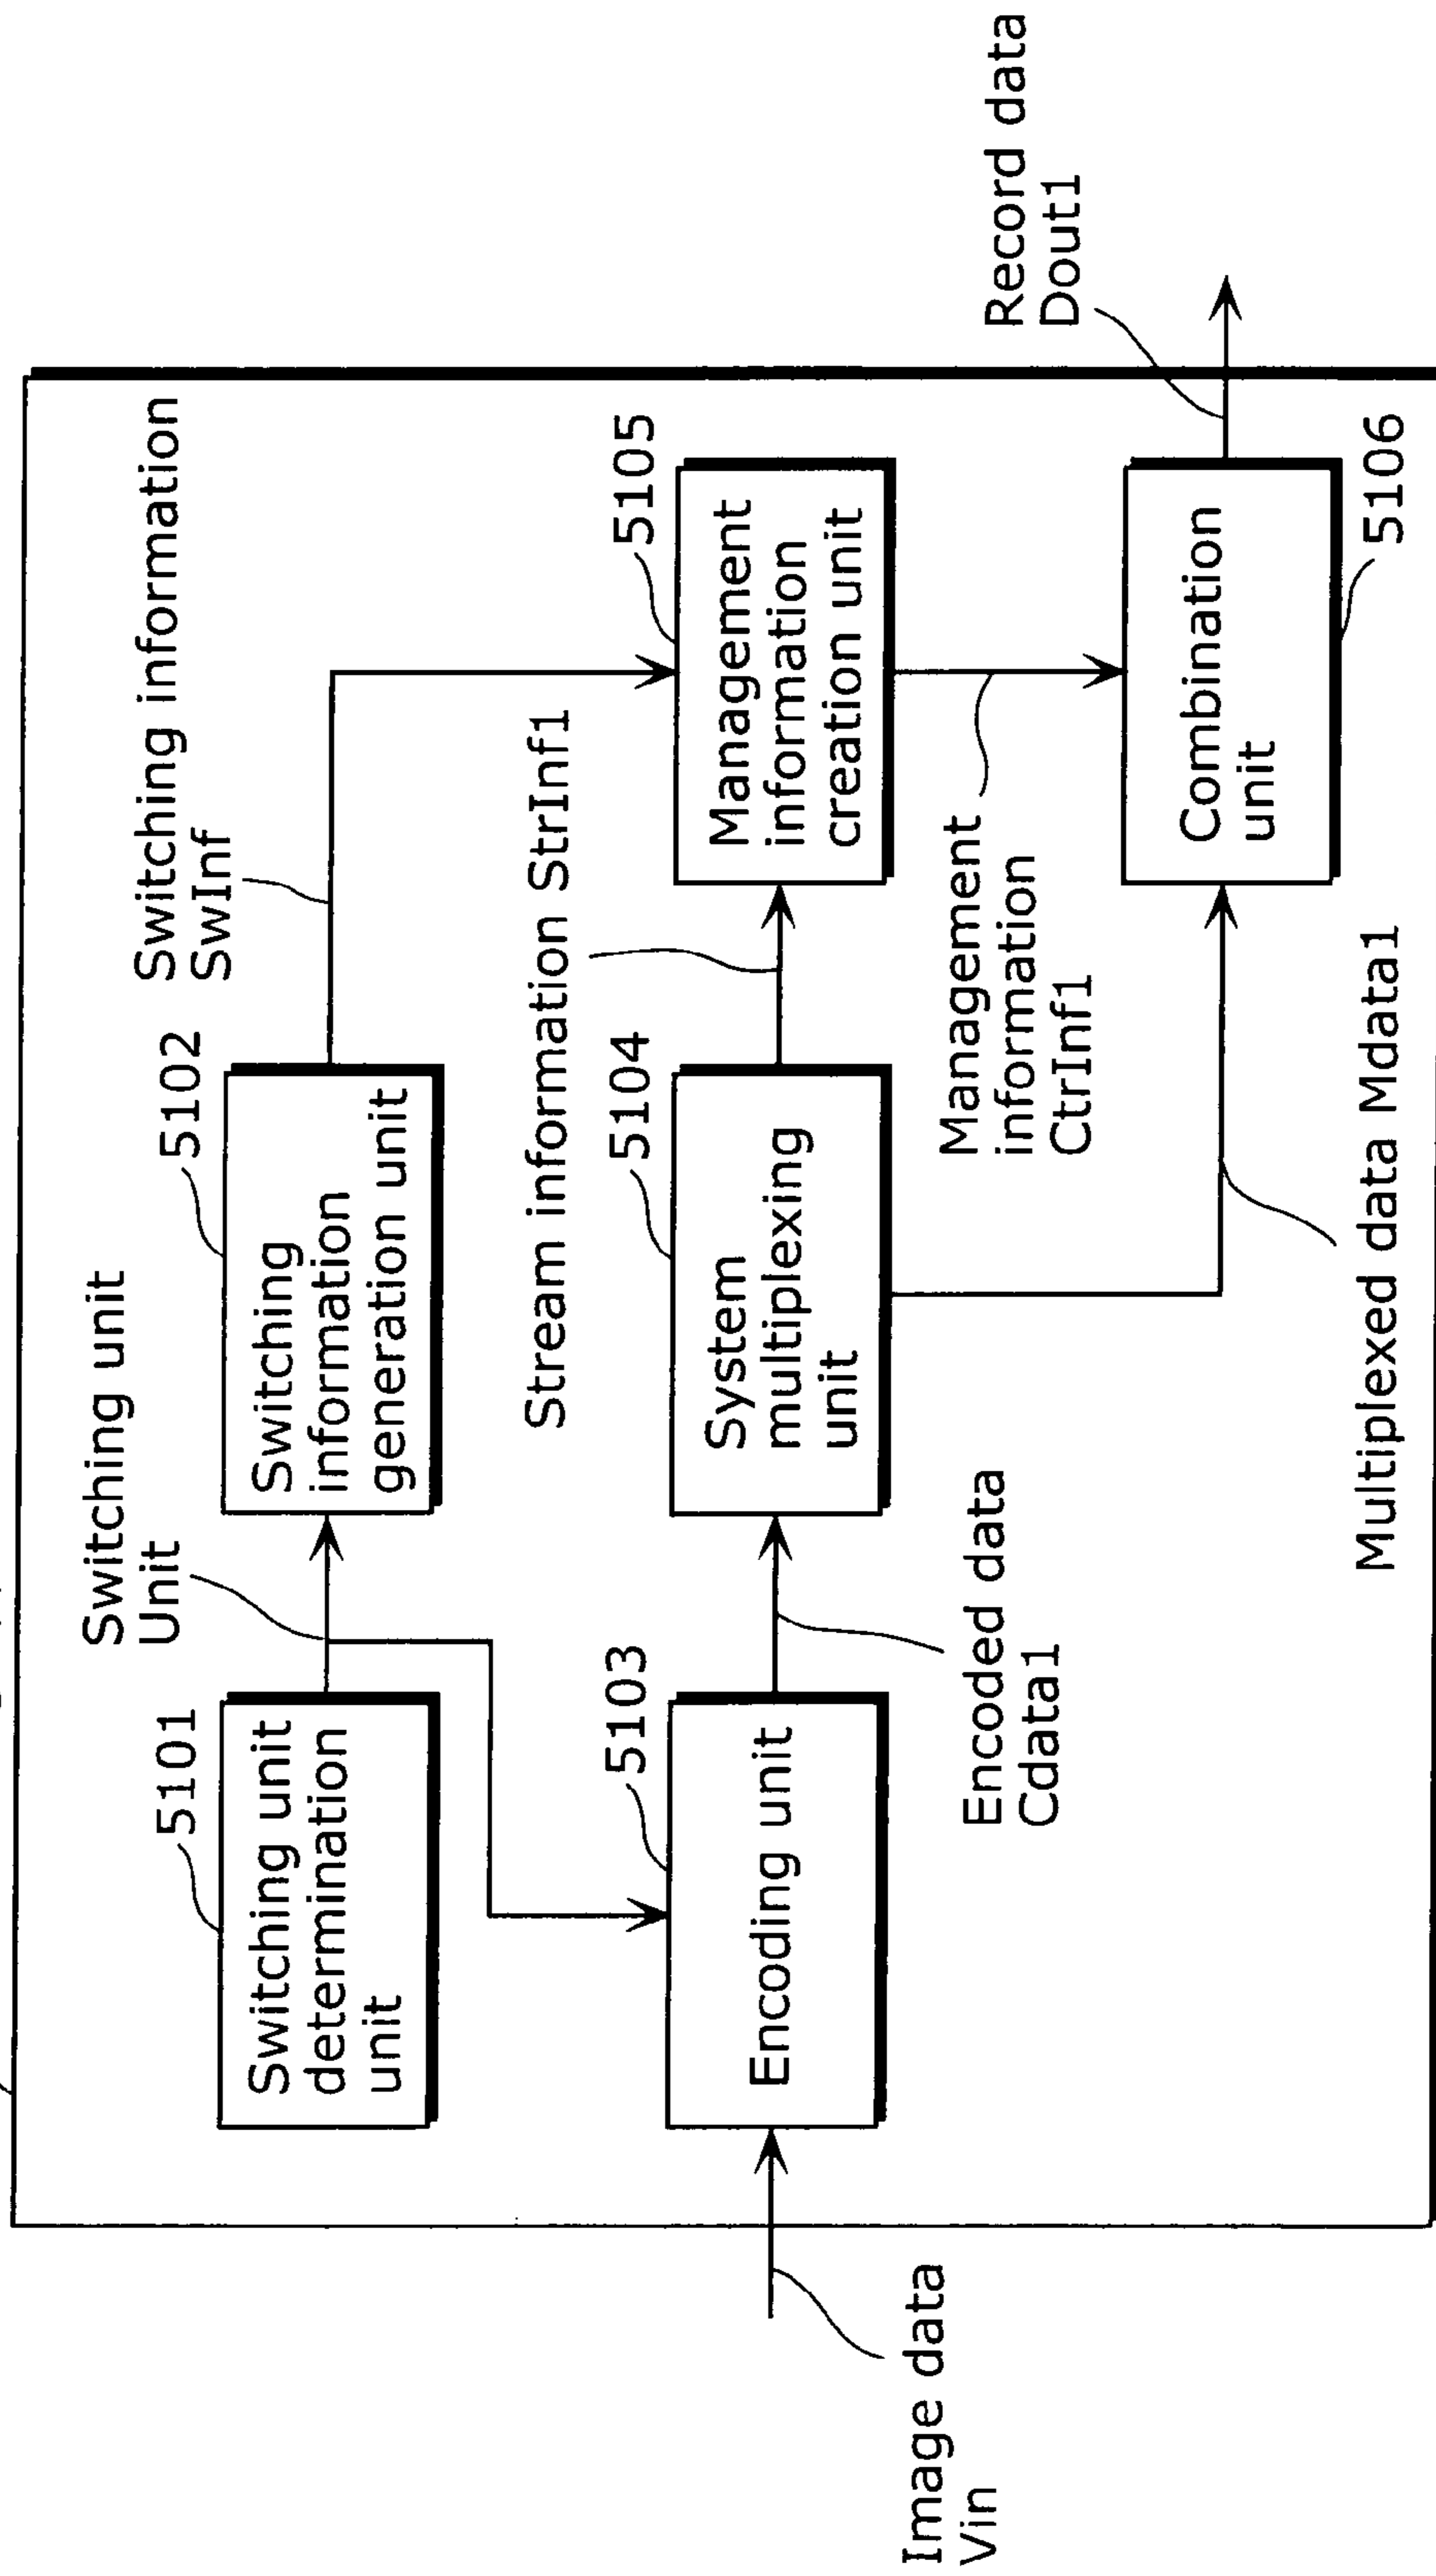 Switching unit
Unit
Switching information
SwInf
5101
Switching unit
determination
unit
5102
Switching
information
generation unit
Stream information StrInf1
5103
Encoding unit
5104
System
multiplexing
unit
5105
Management
information
creation unit
Image data
Vin
Encoded data
Cdata1
Management
information
CtrInf1
Record data
Dout1
Combination
unit
5106
Multiplexed data Mdata1